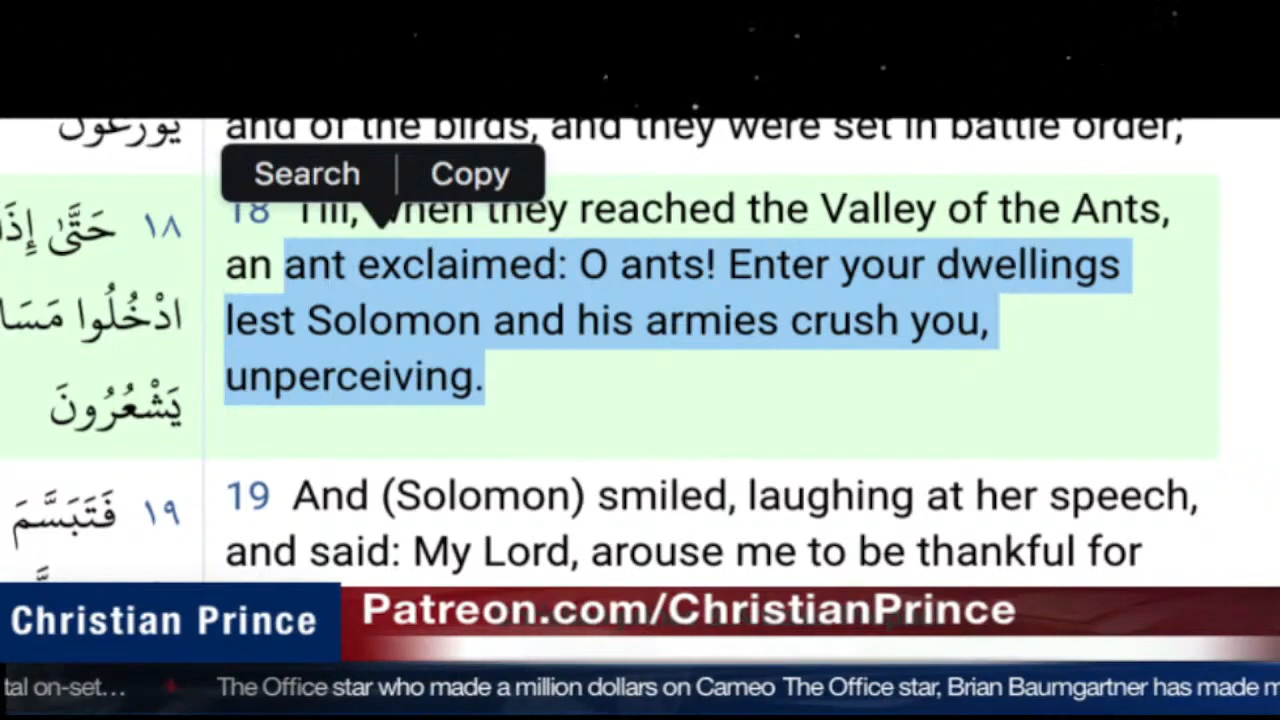 and of the birds, and they were set in battle order;
يوزعون
Search
Copy
18 Till, when they reached the Valley of the Ants,
an ant exclaimed: O ants! Enter your dwellings
lest Solomon and his armies crush you,
unperceiving.
١٨ حَتَّىٰ إِذَا
ادْخُلُوا
يَشْعُرُونَ
19 And (Solomon) smiled, laughing at her speech,
and said: My Lord, arouse me to be thankful for
١٩ فَتَبَسَّمَ
Christian Prince
Patreon.com/ChristianPrince
tal on-set... The Office star who made a million dollars on Cameo The Office star, Brian Baumgartner has made m